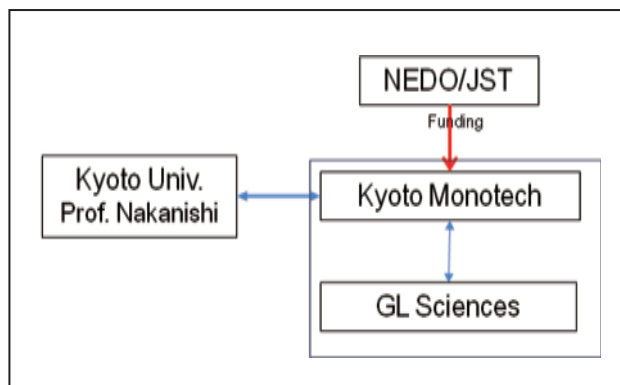 NEDO/JST
Funding
Kyoto Univ.
Prof. Nakanishi
Kyoto Monotech
GL Sciences